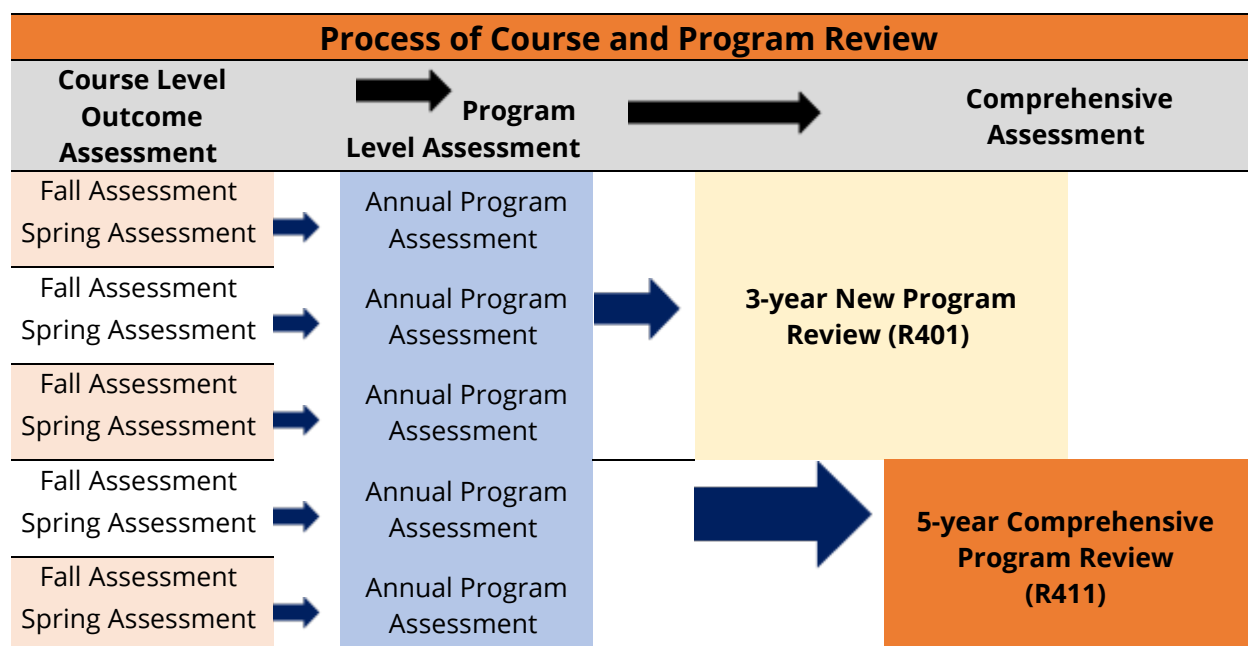 Process of Course and Program Review
Course Level
Outcome
Assessment
Program
Level Assessment
Comprehensive
Assessment
Fall Assessment
Spring Assessment
Annual Program
Assessment
Fall Assessment
Spring Assessment
Annual Program
Assessment
3-year New Program
Review (R401)
Fall Assessment
Spring Assessment
Annual Program
Assessment
Fall Assessment
Spring Assessment
Annual Program
Assessment
5-year Comprehensive
Program Review
(R411)
Fall Assessment
Spring Assessment
Annual Program
Assessment